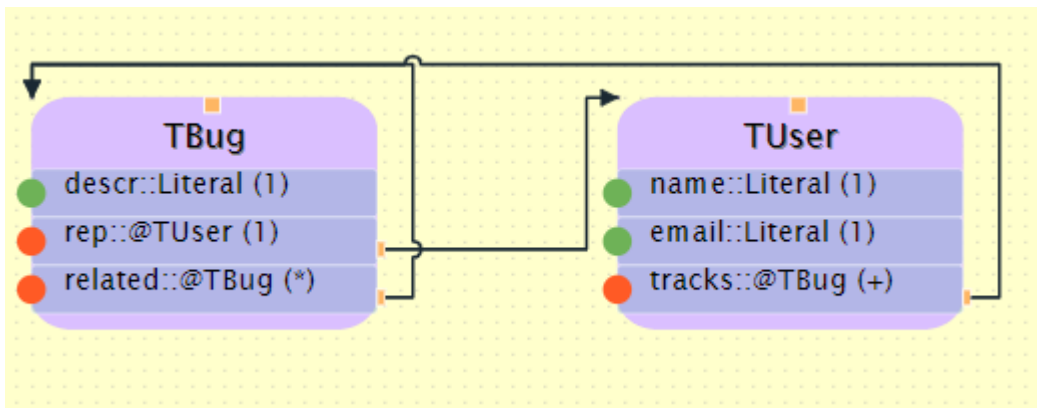 TBug
descr::Literal (1)
rep::@TUser (1)
related::@TBug (*)
TUser
name::Literal (1)
email::Literal (1)
tracks::@TBug (+)